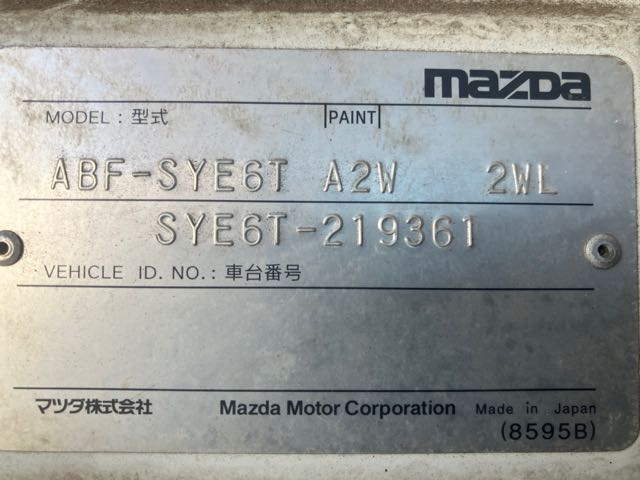 mazda
MODEL : 型式 PAINT
ABF-SYE6T A2W 2WL
SYE6T-219361
VEHICLE ID. NO. : 車台番号
マツダ株式会社 Mazda Motor Corporation Made in Japan
(8595B)